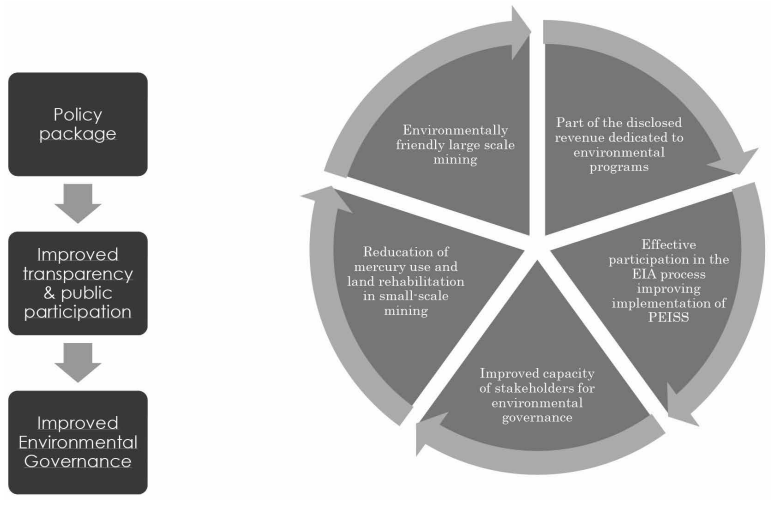 Policy
package
Improved
transparency
& public
participation
Improved
Environmental
Governance
Part of the disclosed
revenue dedicated to
environmental
programs
Effective
participation in the
EIA process
improving
implementation of
PEISS
Improved capacity
of stakeholders for
environmental
governance
Reducation of
mercury use and
land rehabilitation
in small-scale
mining
Environmentally
friendly large scale
mining